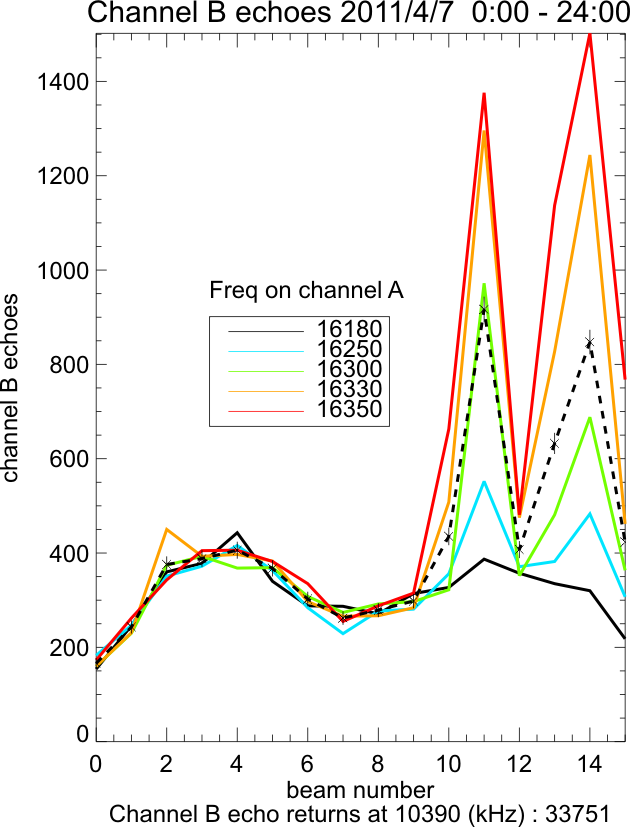 Channel B echoes 2011/4/7  0:00 - 24:00
1400
1200
1000
800
600
400
200
0
channel B echoes
Freq on channel A
16180
16250
16300
16330
16350
0 2 4 6 8 10 12 14
beam number
Channel B echo returns at 10390 (kHz) : 33751